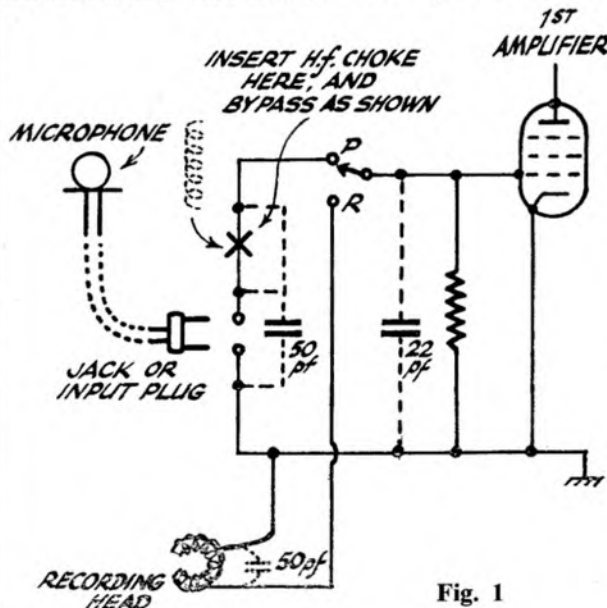 1ST
AMPLIFIER
INSERT H.f. CHOKE
HERE, AND
BYPASS AS SHOWN
MICROPHONE
P
R
50
pf
22
pf
JACK OR
INPUT PLUG
50pf
RECORDING
HEAD
Fig. 1